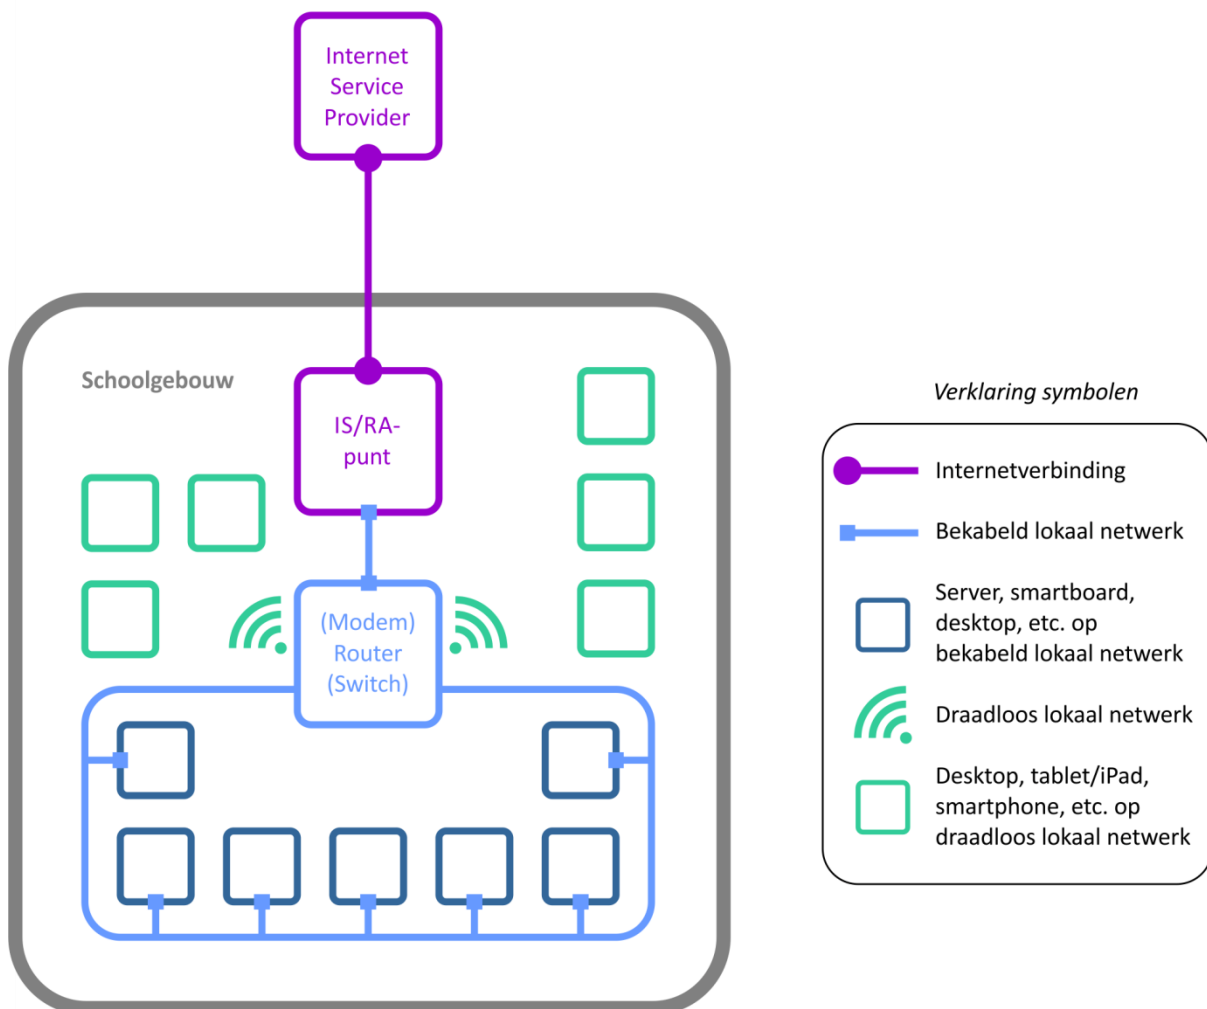 Internet
Service
Provider
Schoolgebouw
IS/RA-
punt
(Modem)
Router
(Switch)
Verklaring symbolen
Internetverbinding
Bekabeld lokaal netwerk
Server, smartboard,
desktop, etc. op
bekabeld lokaal netwerk
Draadloos lokaal netwerk
Desktop, tablet/iPad,
smartphone, etc. op
draadloos lokaal netwerk